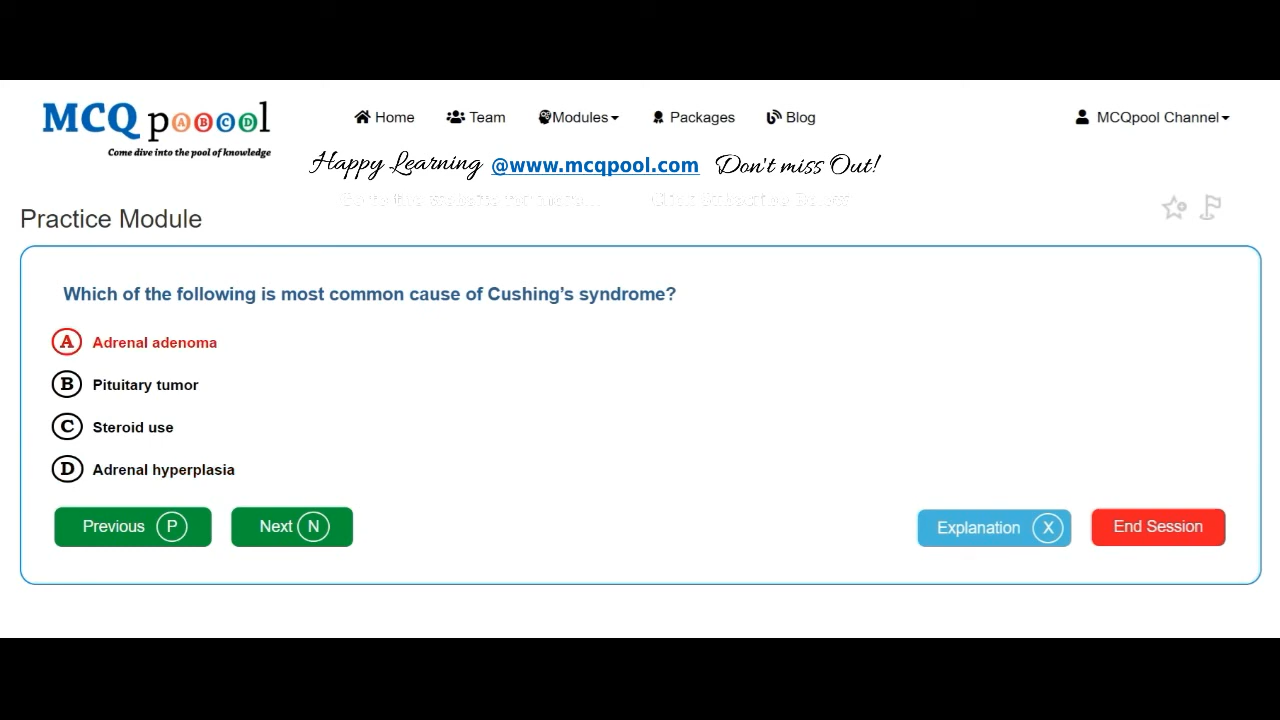 MCQ poool
A B C D
Come dive into the pool of knowledge
Home Team Modules Packages Blog MCQpool Channel
Happy Learning @www.mcqpool.com Don't miss Out!
Practice Module
Which of the following is most common cause of Cushing’s syndrome?
A Adrenal adenoma
B Pituitary tumor
C Steroid use
D Adrenal hyperplasia
Previous P Next N Explanation X End Session